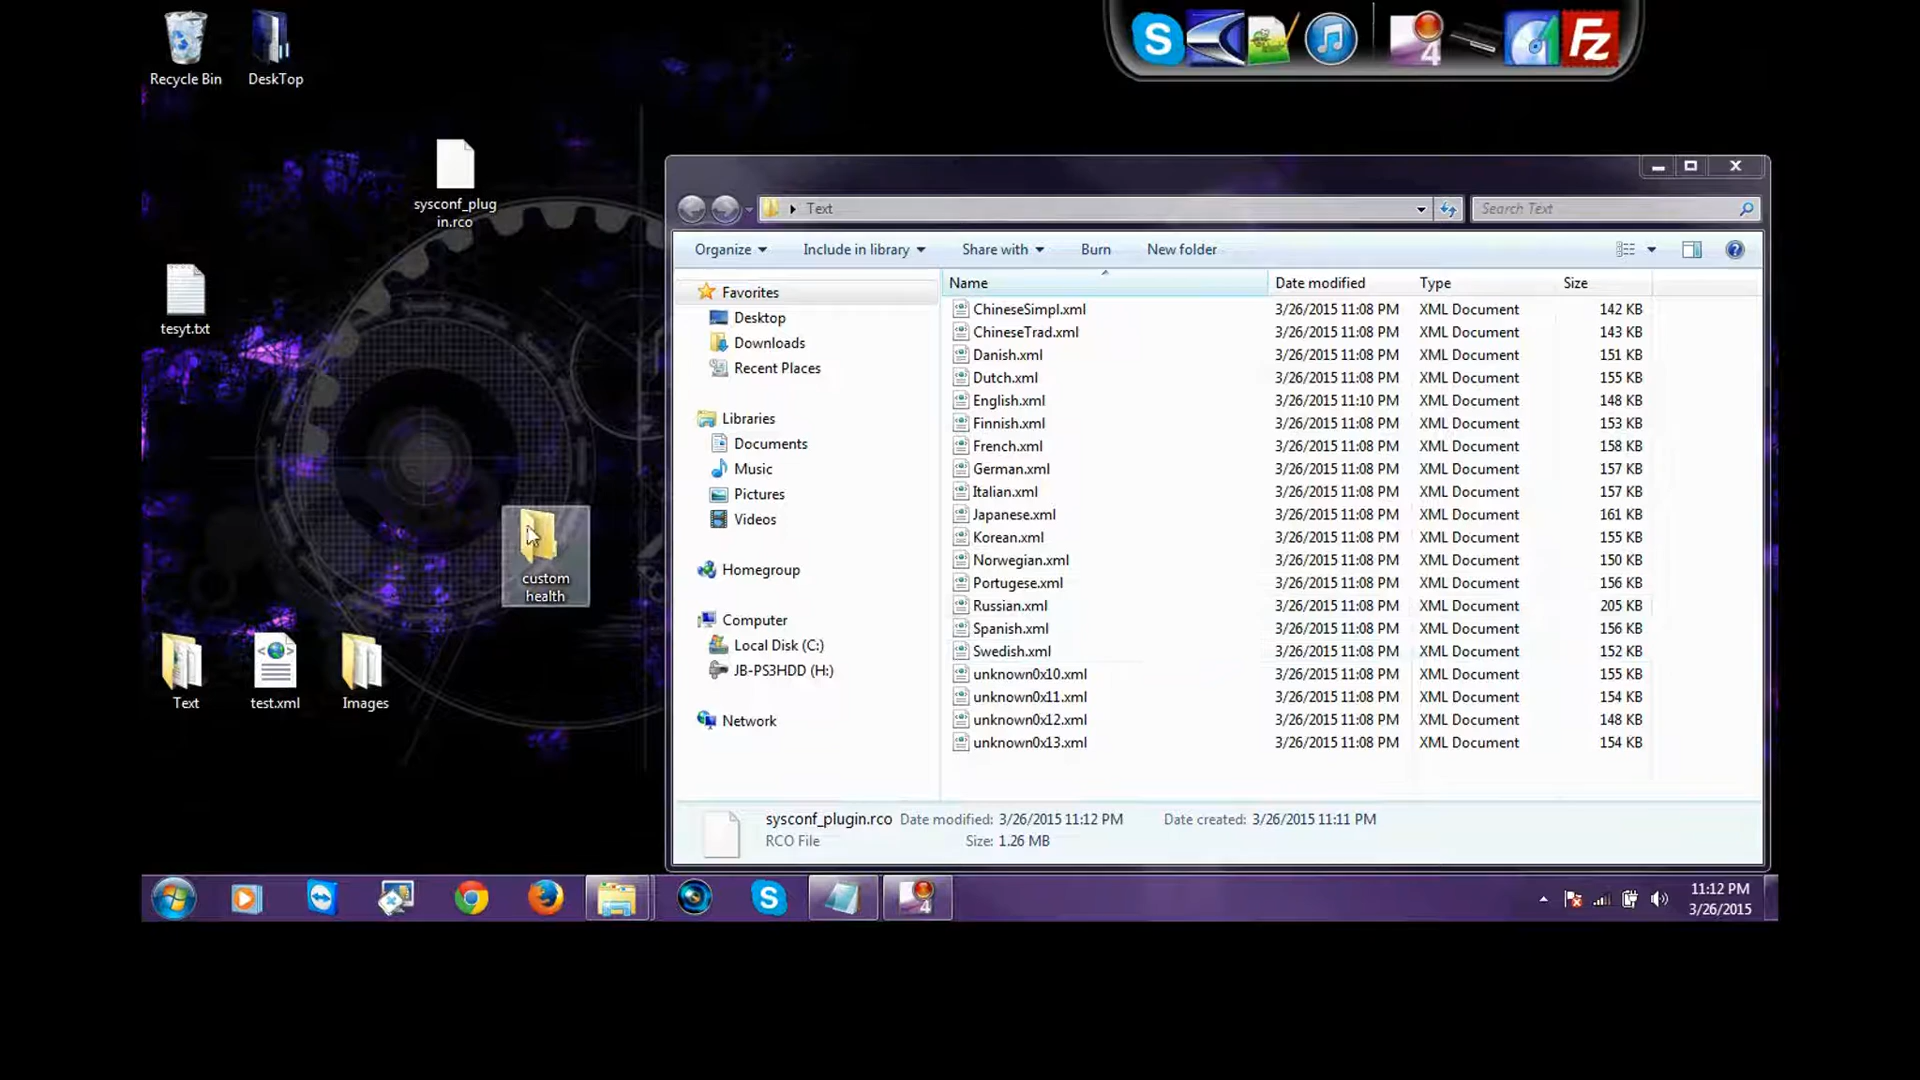 Recycle Bin
DeskTop
sysconf_plug
in.rco
tesyt.txt
custom
health
Text
test.xml
Images
S
4
Fz
Text
Search Text
Organize
Include in library
Share with
Burn
New folder
Favorites
Desktop
Downloads
Recent Places
Libraries
Documents
Music
Pictures
Videos
Homegroup
Computer
Local Disk (C:)
JB-PS3HDD (H:)
Network
Name Date modified Type Size
ChineseSimpl.xml 3/26/2015 11:08 PM XML Document 142 KB
ChineseTrad.xml 3/26/2015 11:08 PM XML Document 143 KB
Danish.xml 3/26/2015 11:08 PM XML Document 151 KB
Dutch.xml 3/26/2015 11:08 PM XML Document 155 KB
English.xml 3/26/2015 11:10 PM XML Document 148 KB
Finnish.xml 3/26/2015 11:08 PM XML Document 153 KB
French.xml 3/26/2015 11:08 PM XML Document 158 KB
German.xml 3/26/2015 11:08 PM XML Document 157 KB
Italian.xml 3/26/2015 11:08 PM XML Document 157 KB
Japanese.xml 3/26/2015 11:08 PM XML Document 161 KB
Korean.xml 3/26/2015 11:08 PM XML Document 155 KB
Norwegian.xml 3/26/2015 11:08 PM XML Document 150 KB
Portugese.xml 3/26/2015 11:08 PM XML Document 156 KB
Russian.xml 3/26/2015 11:08 PM XML Document 205 KB
Spanish.xml 3/26/2015 11:08 PM XML Document 156 KB
Swedish.xml 3/26/2015 11:08 PM XML Document 152 KB
unknown0x10.xml 3/26/2015 11:08 PM XML Document 155 KB
unknown0x11.xml 3/26/2015 11:08 PM XML Document 154 KB
unknown0x12.xml 3/26/2015 11:08 PM XML Document 148 KB
unknown0x13.xml 3/26/2015 11:08 PM XML Document 154 KB
sysconf_plugin.rco Date modified: 3/26/2015 11:12 PM Date created: 3/26/2015 11:11 PM
RCO File Size: 1.26 MB
S
4
11:12 PM
3/26/2015